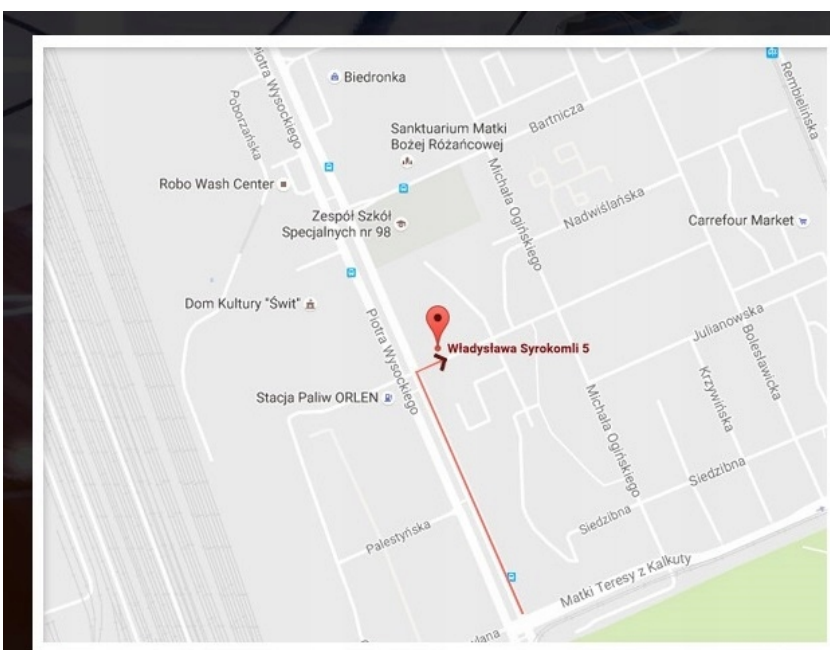 Piotra Wysockiego
Biedronka
Rembielińska
Poborzańska
Bartnicza
Sanktuarium Matki
Bożej Różańcowej
Michała Ogińskiego
Robo Wash Center
Nadwiślańska
Zespół Szkół
Specjalnych nr 98
Carrefour Market
Dom Kultury "Świt"
Piotra Wysockiego
Julianowska
Bolesławicka
Władysława Syrokomli 5
Krzywińska
Stacja Paliw ORLEN
Michała Ogińskiego
Siedzibna
Siedzibna
Palestyńska
Matki Teresy z Kalkuty